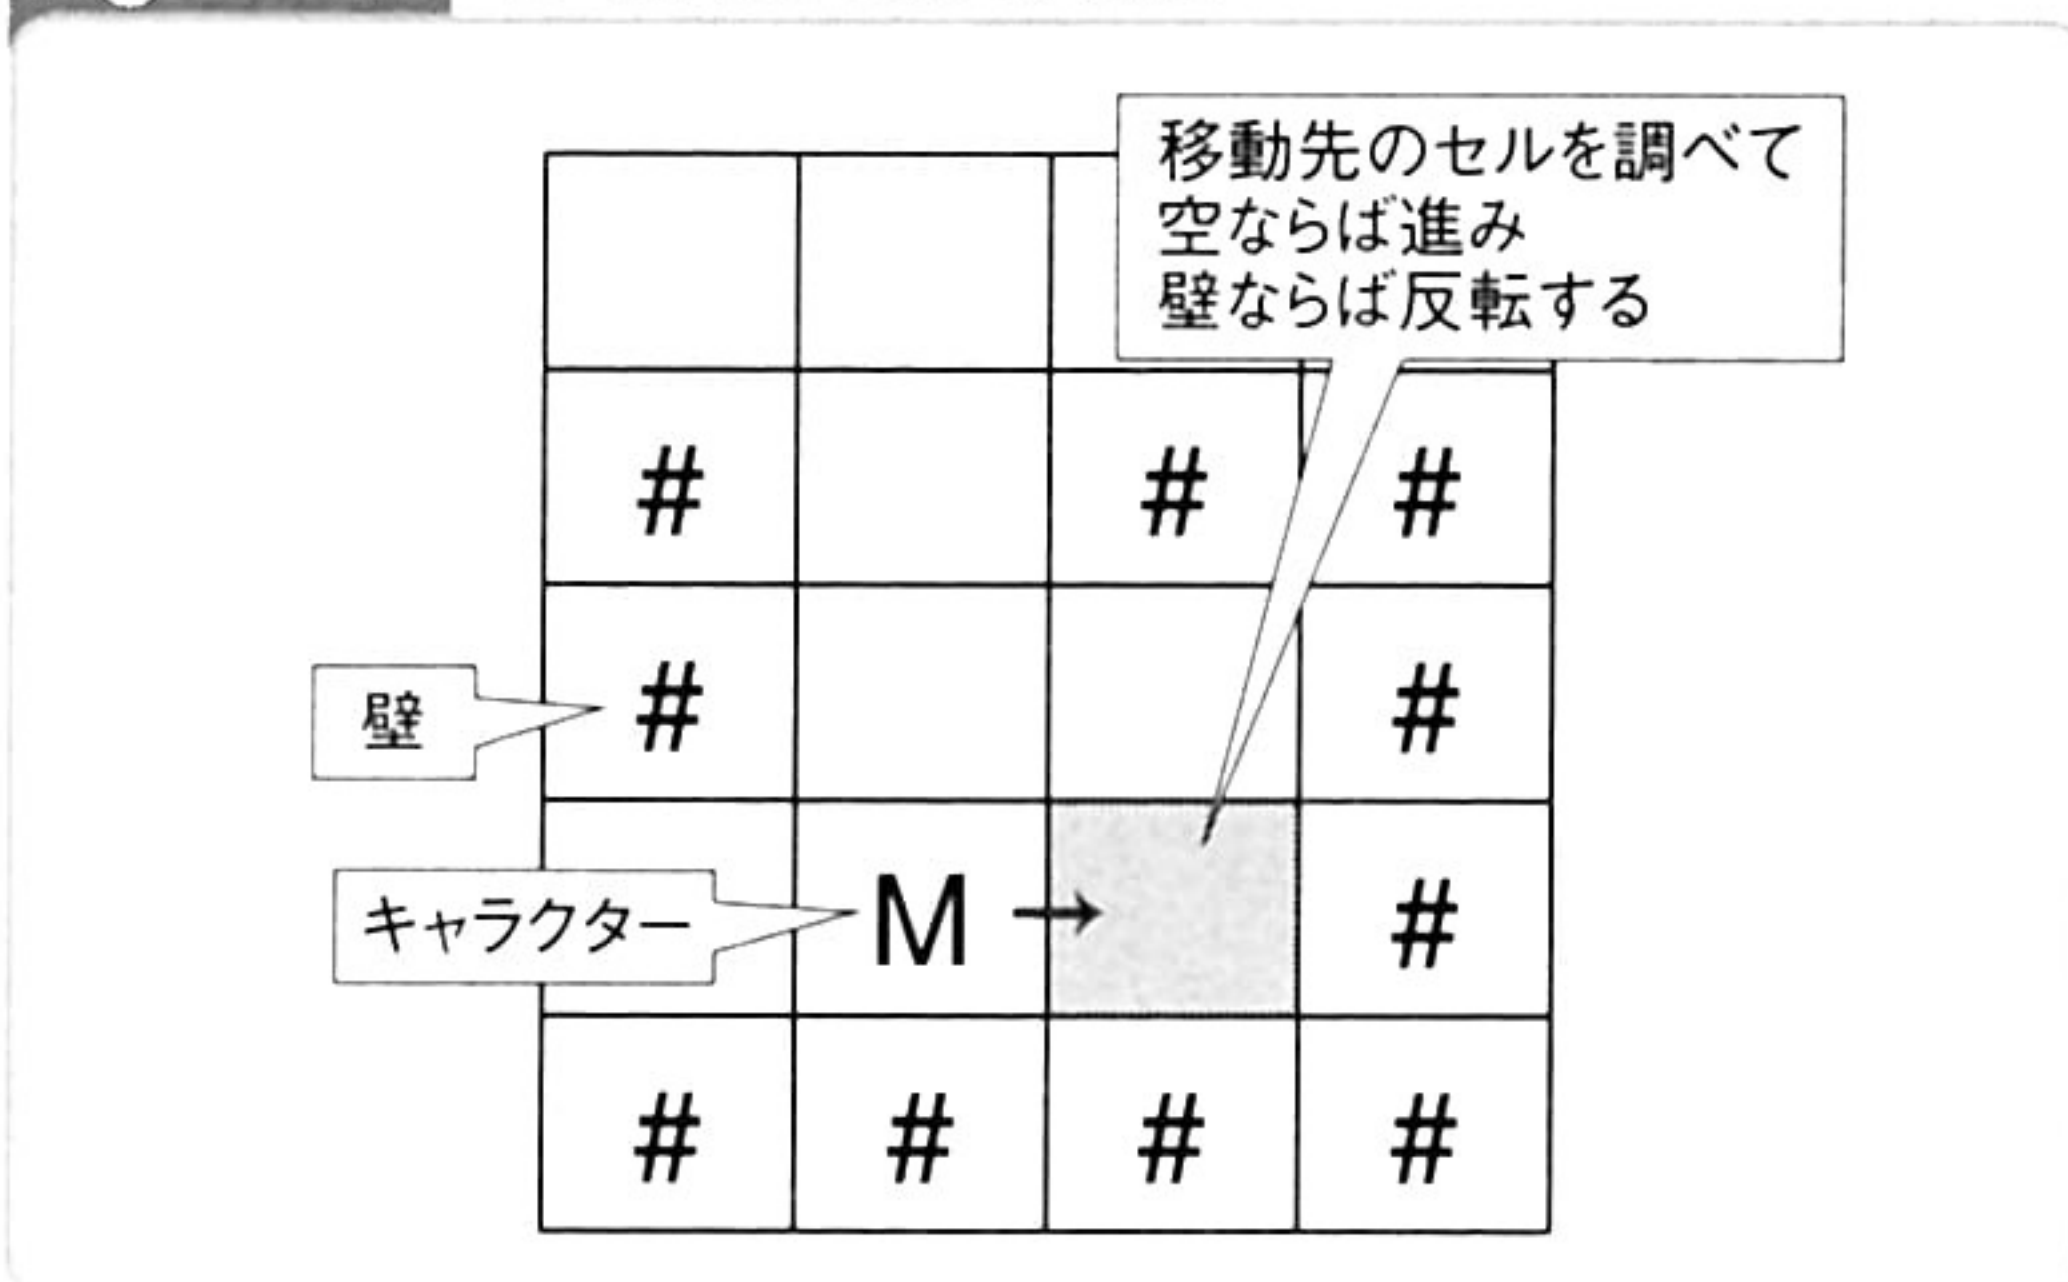 移動先のセルを調べて
空ならば進み
壁ならば反転する
# # #
壁
# #
キャラクター
M → #
# # # #